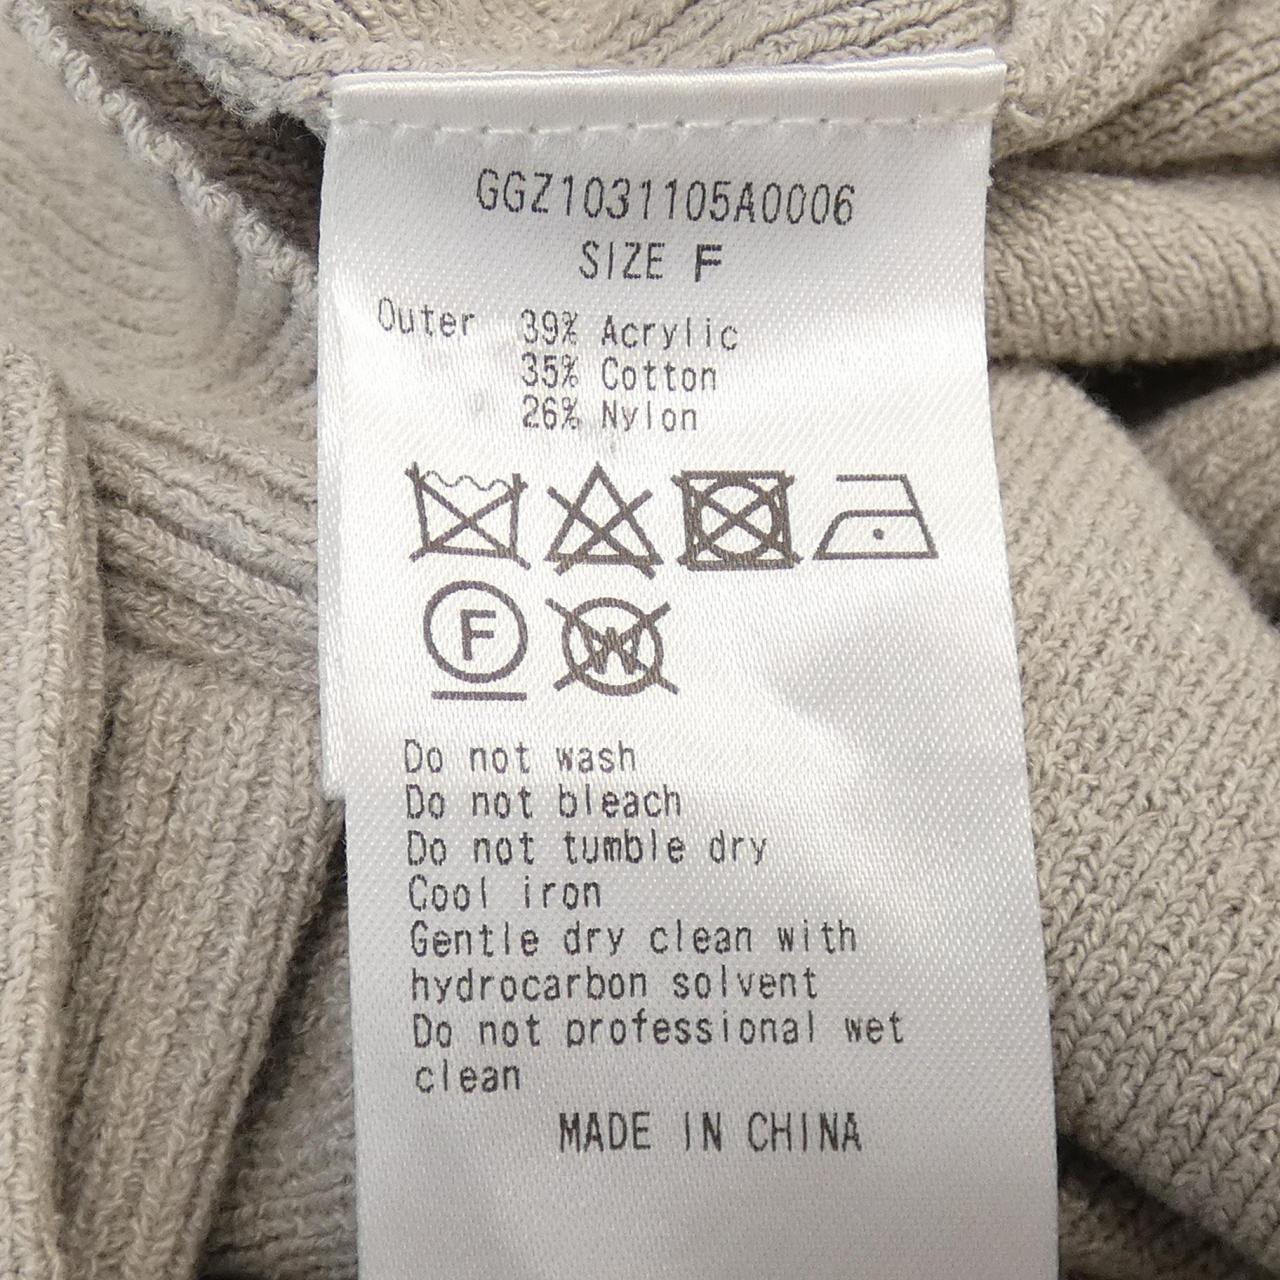 GGZ1031105A0006
SIZE F
Outer 39% Acrylic
35% Cotton
26% Nylon
F W
Do not wash
Do not bleach
Do not tumble dry
Cool iron
Gentle dry clean with
hydrocarbon solvent
Do not professional wet
clean
MADE IN CHINA